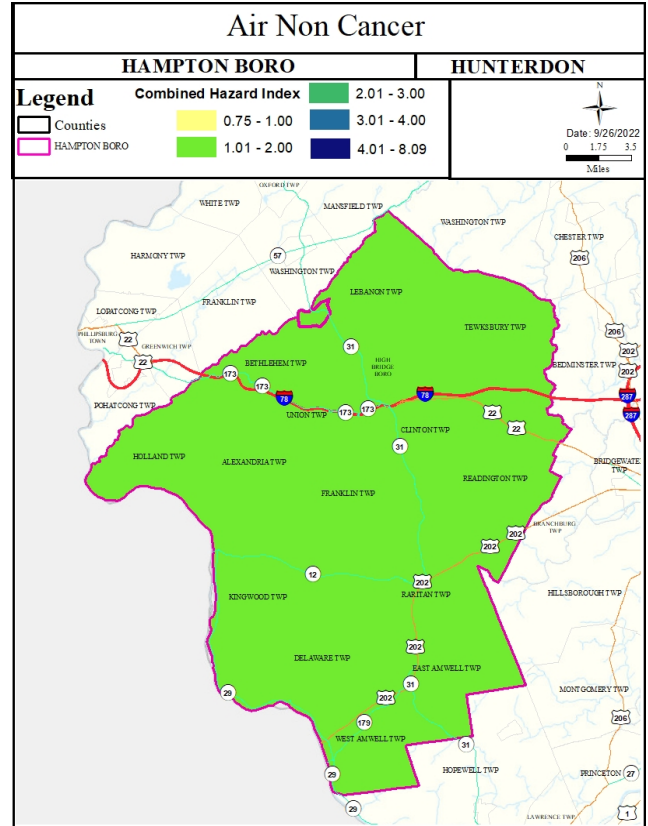 Air Non Cancer
HAMPTON BORO
HUNTERDON
Legend
Counties
HAMPTON BORO
Combined Hazard Index
0.75 - 1.00
1.01 - 2.00
2.01 - 3.00
3.01 - 4.00
4.01 - 8.09
N
Date: 9/26/2022
0 1.75 3.5
Miles
OXFORD TWP
WHITE TWP
MANSFIELD TWP
WASHINGTON TWP
CHESTER TWP
206
HARMONY TWP
57
WASHINGTON TWP
LEBANON TWP
FRANKLIN TWP
LOPATCONG TWP
TEWKSBURY TWP
PHILLIPSBURG
TOWN
22
GREENWICH TWP
22
31
206
202
BEDMINSTER TWP
202
BETHLEHEM TWP
HIGH
BRIDGE
BORO
173
173
78
78
287
287
POHATCONG TWP
UNION TWP
173
173
22
22
CLINTON TWP
31
HOLLAND TWP
ALEXANDRIA TWP
BRIDGEWATE
TWP
READINGTON TWP
FRANKLIN TWP
BRANCHBURG
TWP
202
202
12
202
KINGWOOD TWP
RARITAN TWP
HILLSBOROUGH TWP
202
DELAWARE TWP
EAST AMWELL TWP
31
29
202
MONTGOMERY TWP
206
179
WEST AMWELL TWP
31
29
HOPEWELL TWP
PRINCETON
27
29
LAWRENCE TWP
1